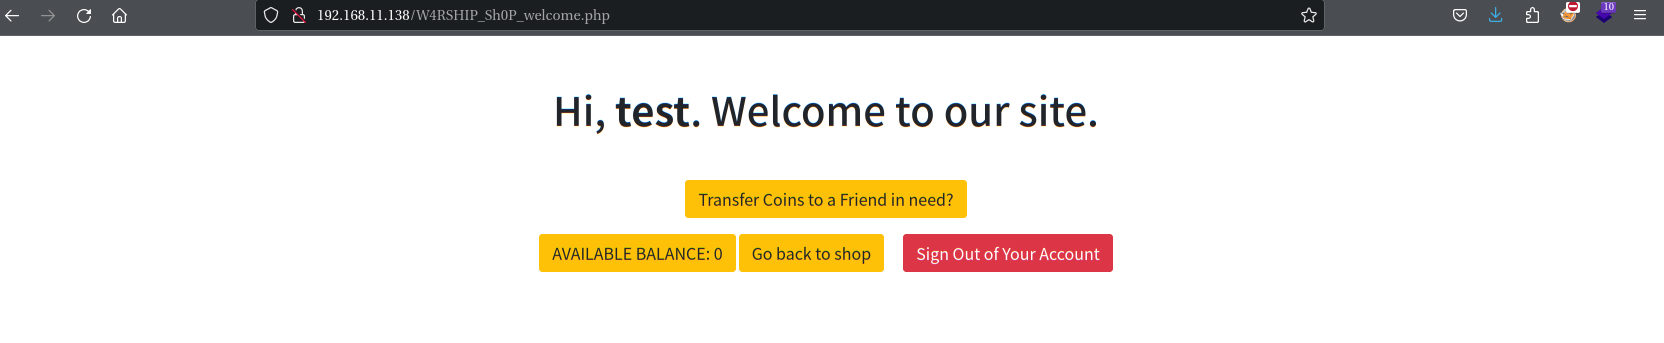 192.168.11.138/W4RSHIP_Sh0P_welcome.php
10
Hi, test. Welcome to our site.
Transfer Coins to a Friend in need?
AVAILABLE BALANCE: 0 Go back to shop Sign Out of Your Account